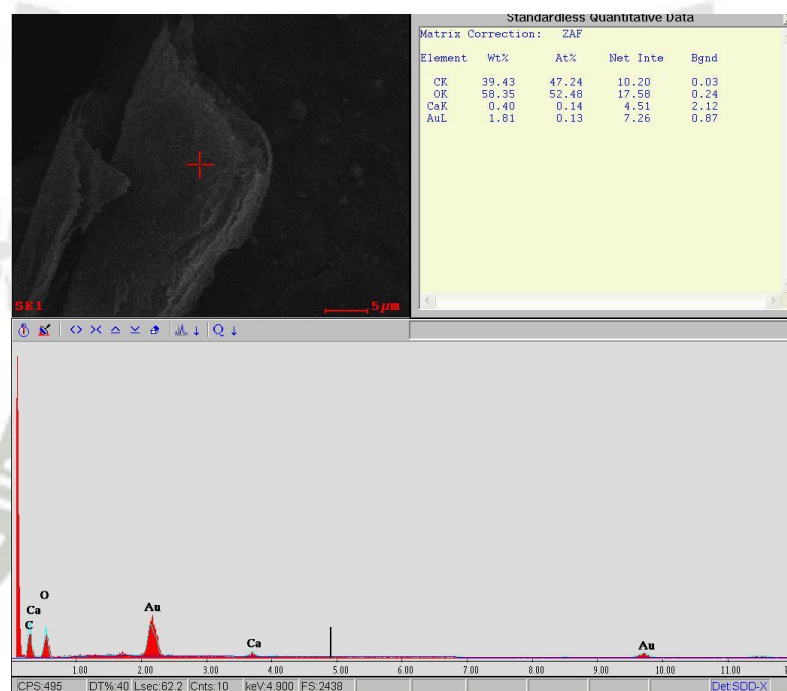 Standardless Quantitative Data
Matrix Correction: ZAF
Element Wt% At% Net Inte Bgnd
CK 39.43 47.24 10.20 0.03
OK 58.35 52.48 17.58 0.24
CaK 0.40 0.14 4.51 2.12
AuL 1.81 0.13 7.26 0.87
SE1
5µm
Q
O
Ca
C
Au
Ca
Au
1.00 2.00 3.00 4.00 5.00 6.00 7.00 8.00 9.00 10.00 11.00
CPS:495 DT%:40 Lsec:62.2 Cnts:10 keV:4.900 FS:2438 Det:SDD-X